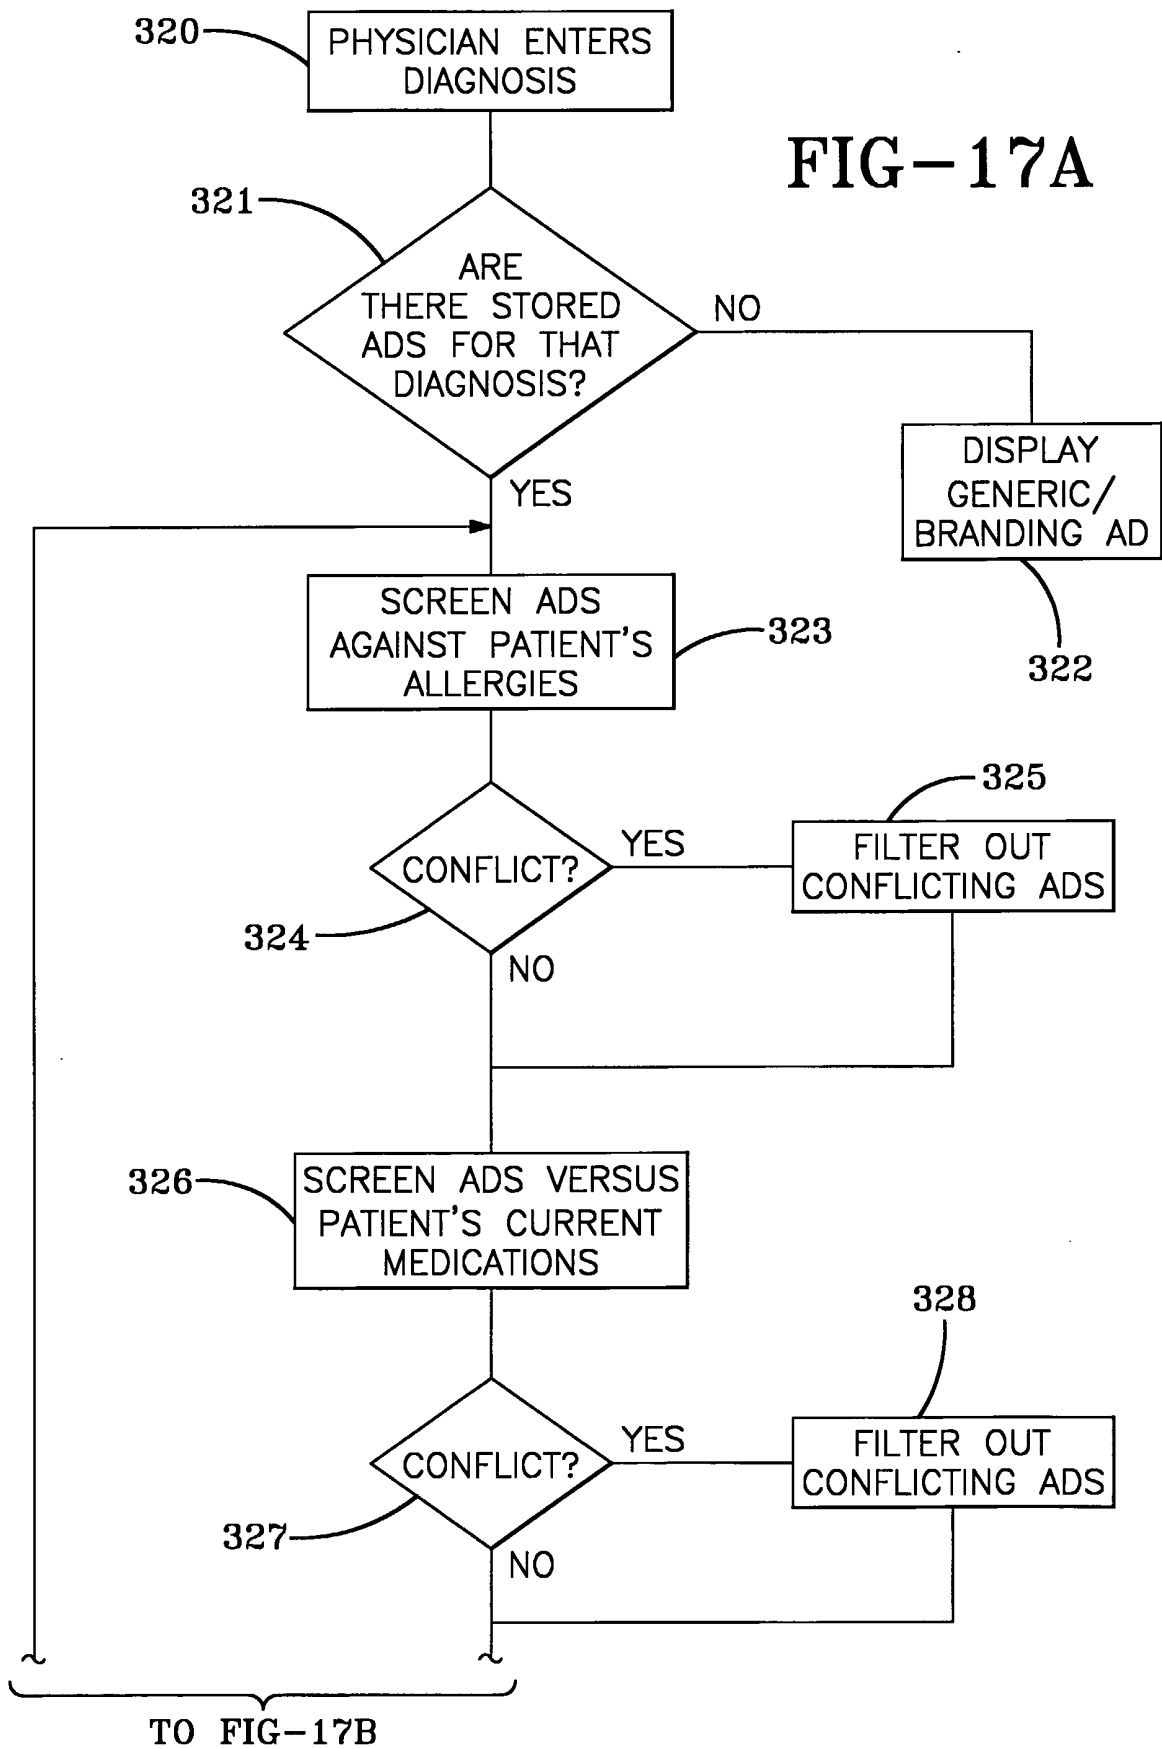 320
PHYSICIAN ENTERS
DIAGNOSIS
FIG-17A
321
ARE
THERE STORED
ADS FOR THAT
DIAGNOSIS?
NO
DISPLAY
GENERIC/
BRANDING AD
322
YES
SCREEN ADS
AGAINST PATIENT'S
ALLERGIES
323
CONFLICT?
324
YES
325
FILTER OUT
CONFLICTING ADS
NO
326
SCREEN ADS VERSUS
PATIENT'S CURRENT
MEDICATIONS
328
CONFLICT?
327
YES
FILTER OUT
CONFLICTING ADS
NO
TO FIG-17B